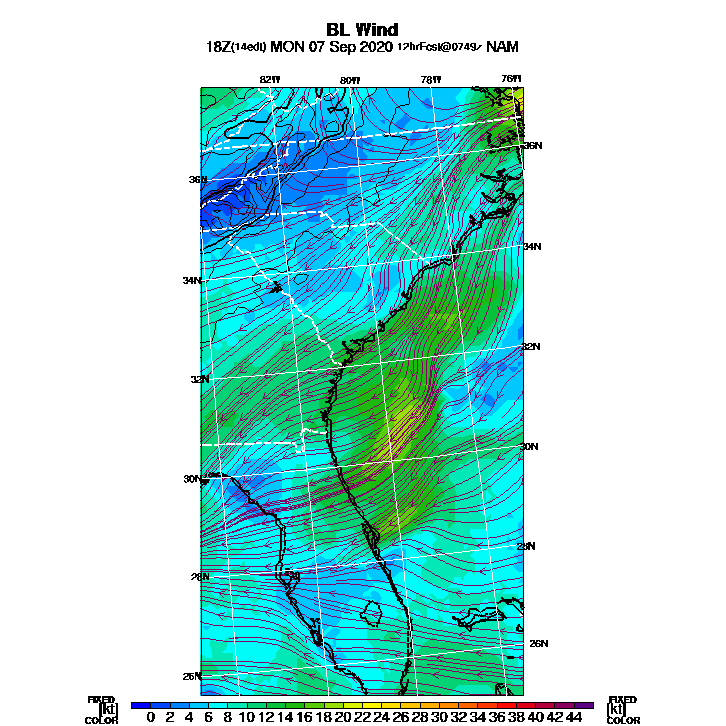 BL Wind
18Z(14edt) MON 07 Sep 2020 12hrFcst@0749z NAM
82W 80W 78W 76W
36N
36N
34N
34N
32N
32N
30N
30N
28N
28N
26N
26N
FIXED FIXED
[kt] 0 2 4 6 8 10 12 14 16 18 20 22 24 26 28 30 32 34 36 38 40 42 44 [kt]
COLOR COLOR